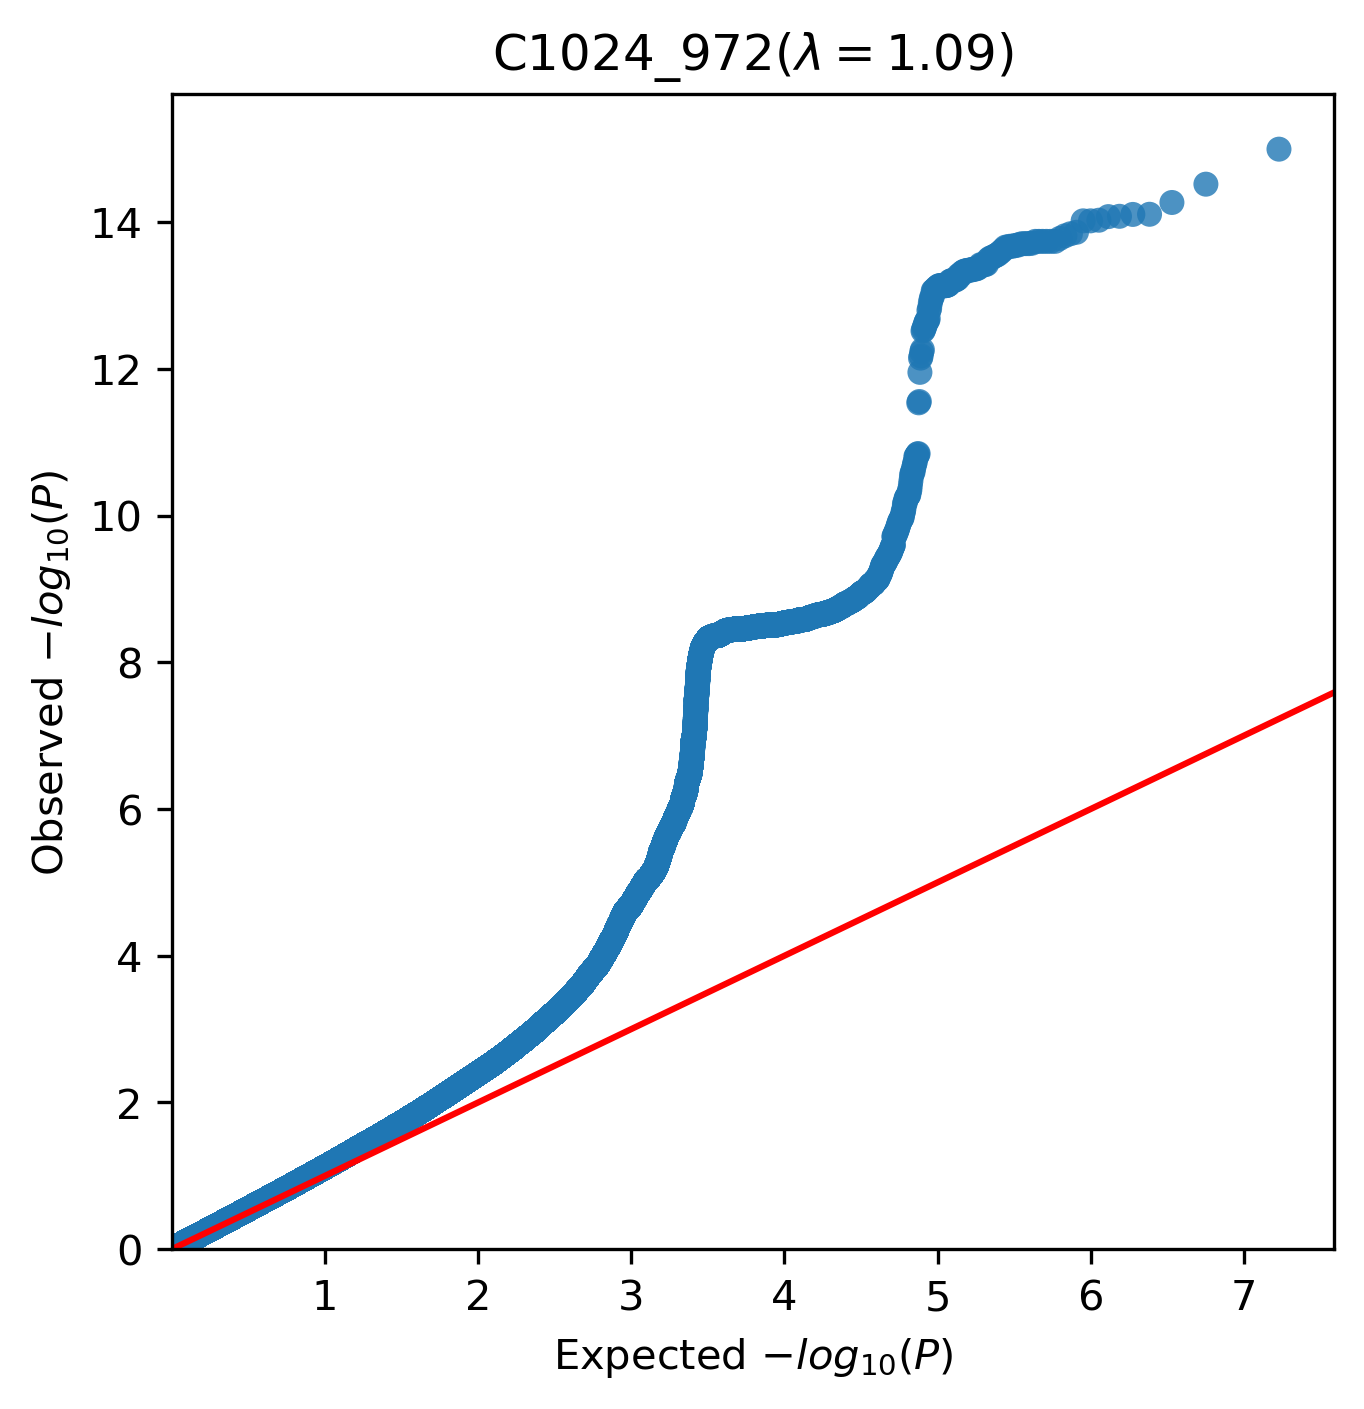 C1024_972(λ = 1.09)
Observed −log₁₀(P)
14
12
10
8
6
4
2
0
1 2 3 4 5 6 7
Expected −log₁₀(P)